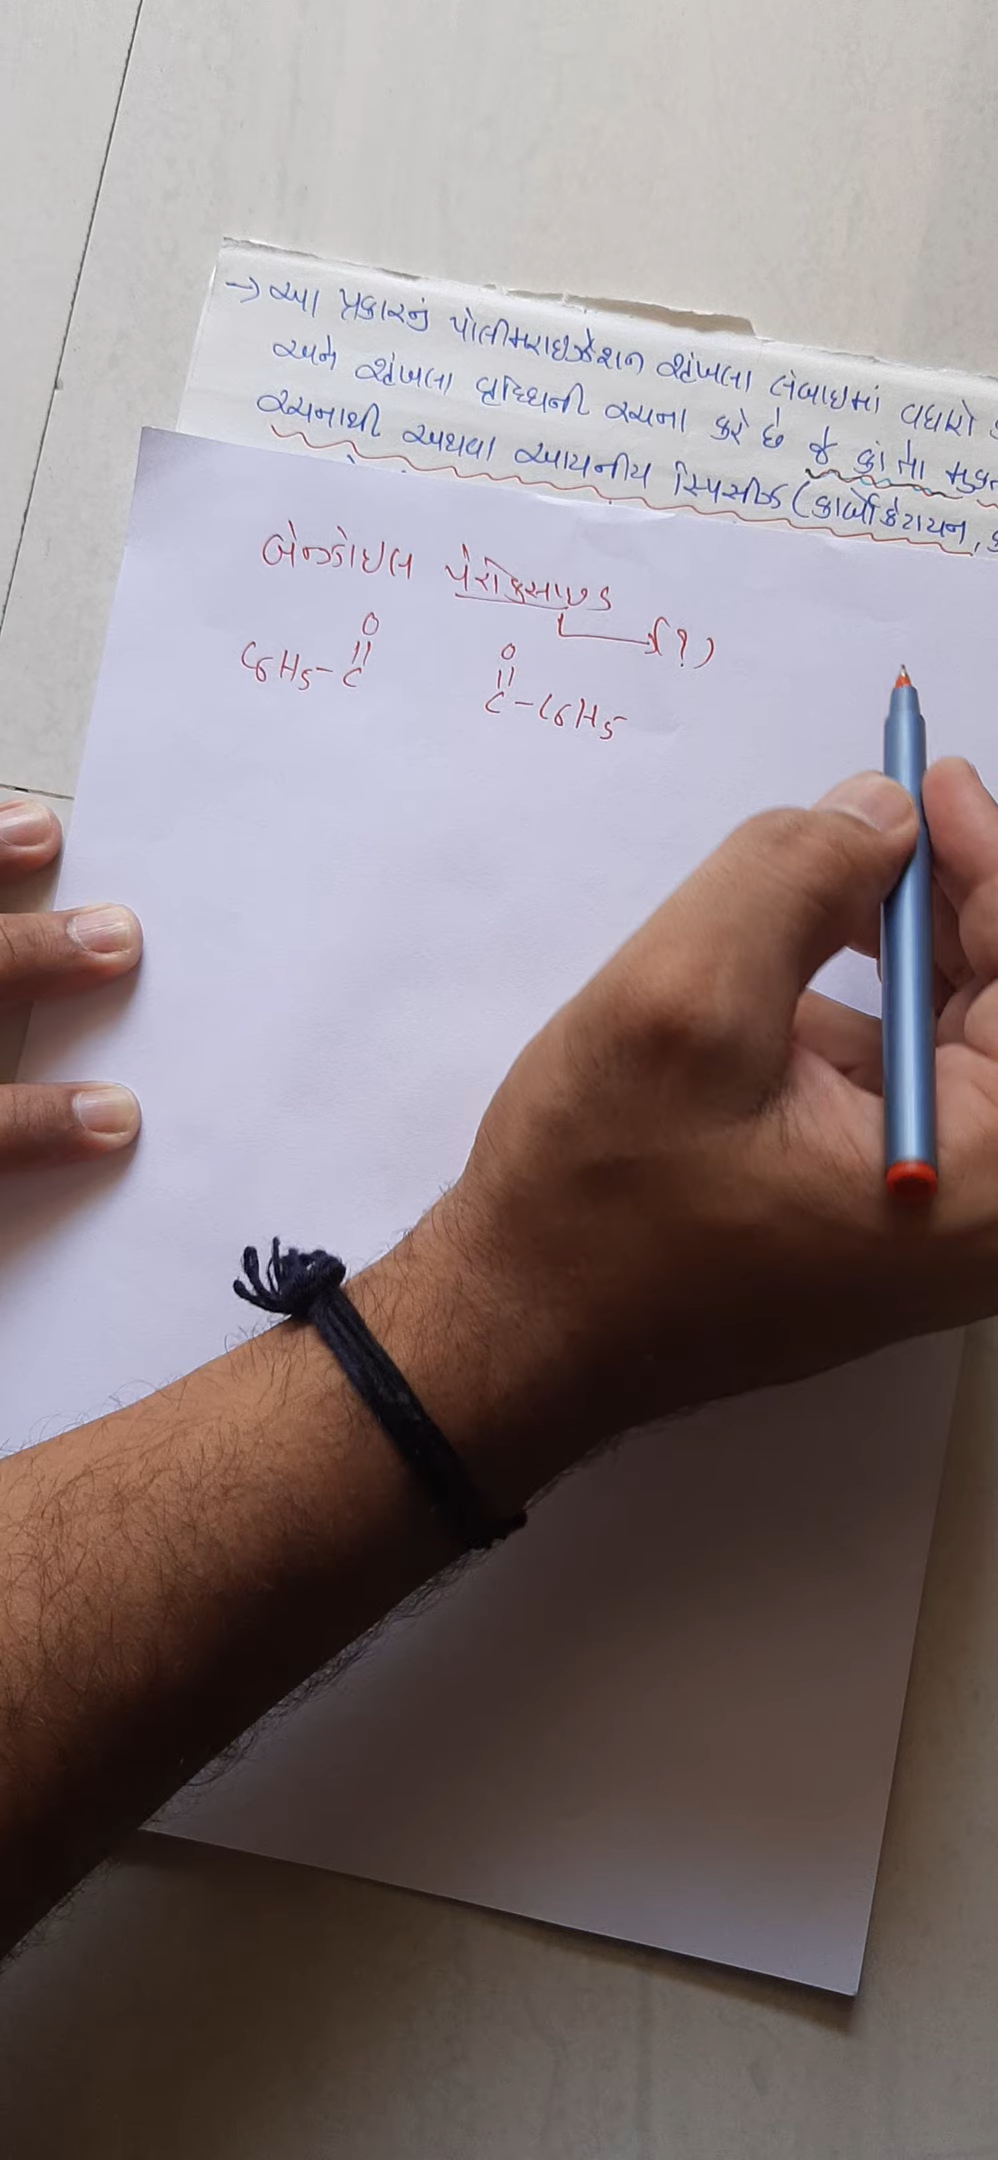 → આ પ્રકારનું પોલીમરાઇઝેશન શૃંખલા લંબાઇમાં વધારો
અને શૃંખલા વૃધ્ધિની રચના કરે છે જે કાં તો મુક્ત
રચનાથી અથવા આયનીય સ્પિસીઝ (કાર્બોકેટાયન,
બેન્ઝોઇલ પેરોક્સાઇડ
(?)
O O
|| ||
C6H5-C C-C6H5